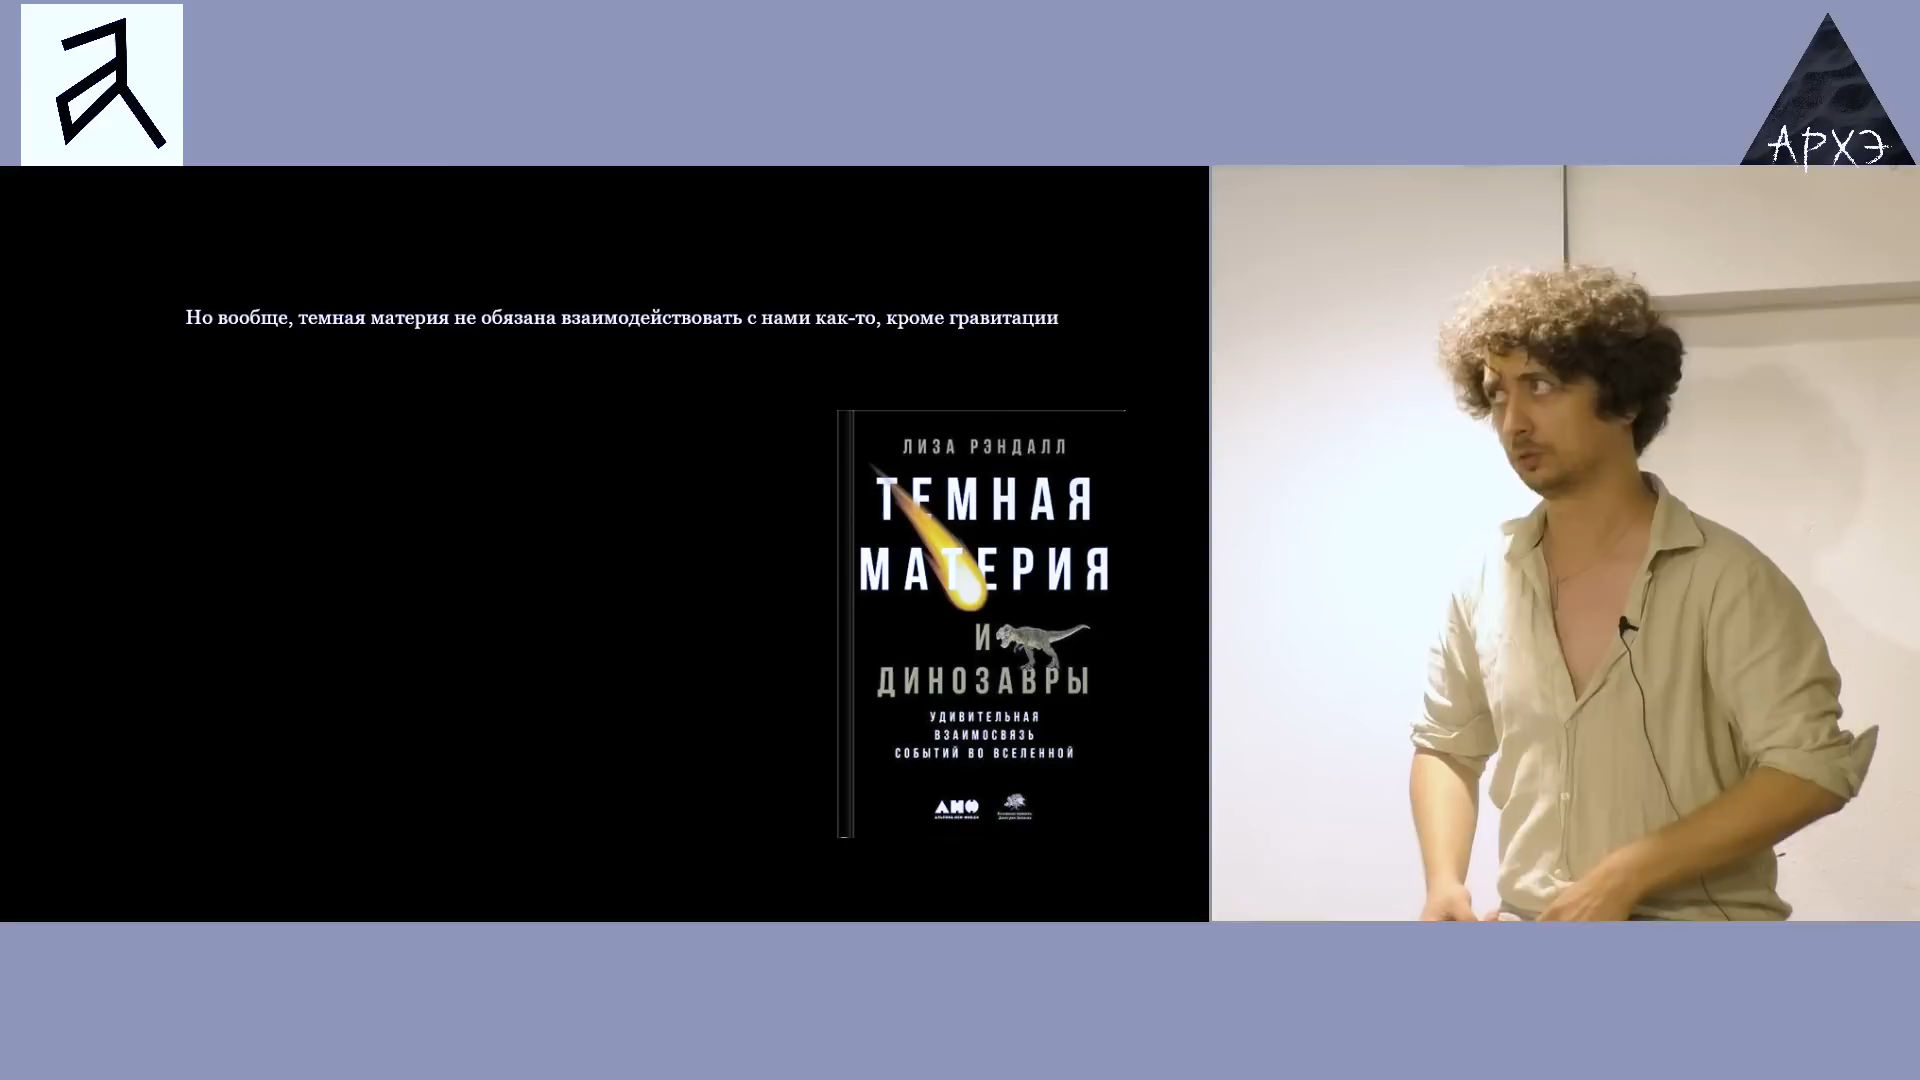 АРХЭ
Но вообще, темная материя не обязана взаимодействовать с нами как-то, кроме гравитации
ЛИЗА РЭНДАЛЛ
ТЕМНАЯ
МАТЕРИЯ
И
ДИНОЗАВРЫ
УДИВИТЕЛЬНАЯ
ВЗАИМОСВЯЗЬ
СОБЫТИЙ ВО ВСЕЛЕННОЙ